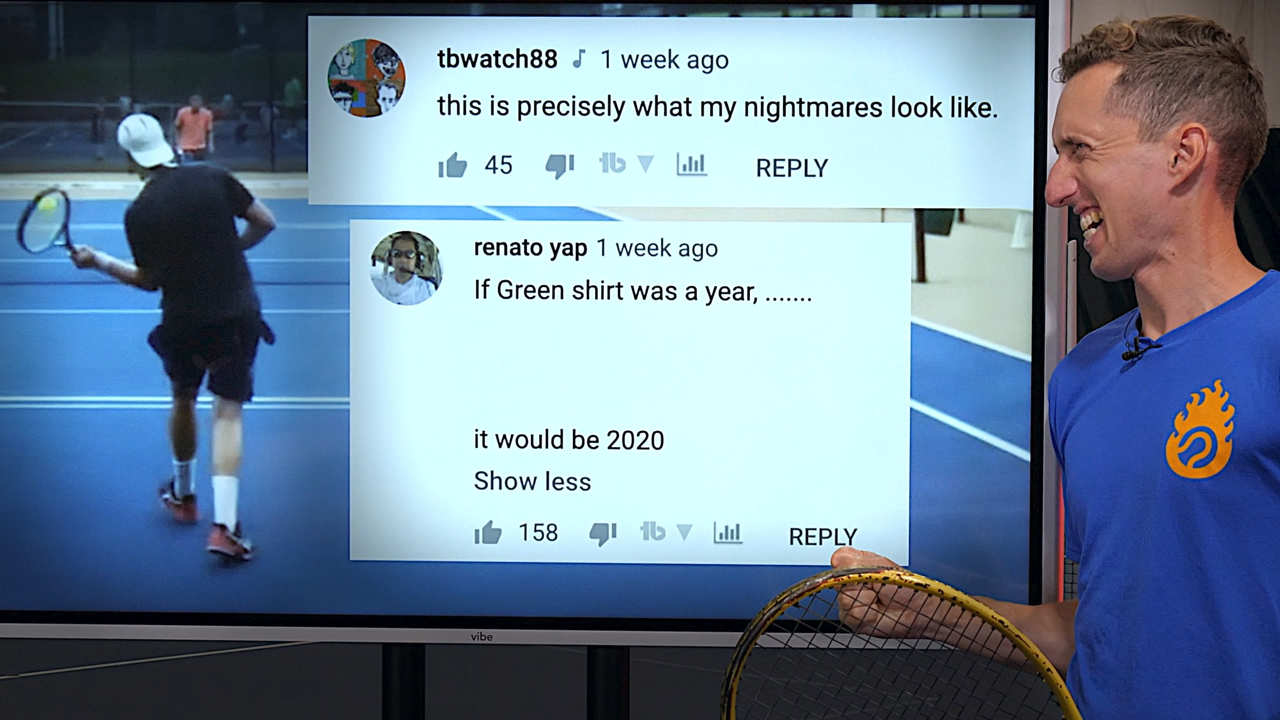 tbwatch88 1 week ago
this is precisely what my nightmares look like.
45 REPLY
renato yap 1 week ago
If Green shirt was a year, .......
it would be 2020
Show less
158 REPLY
vibe